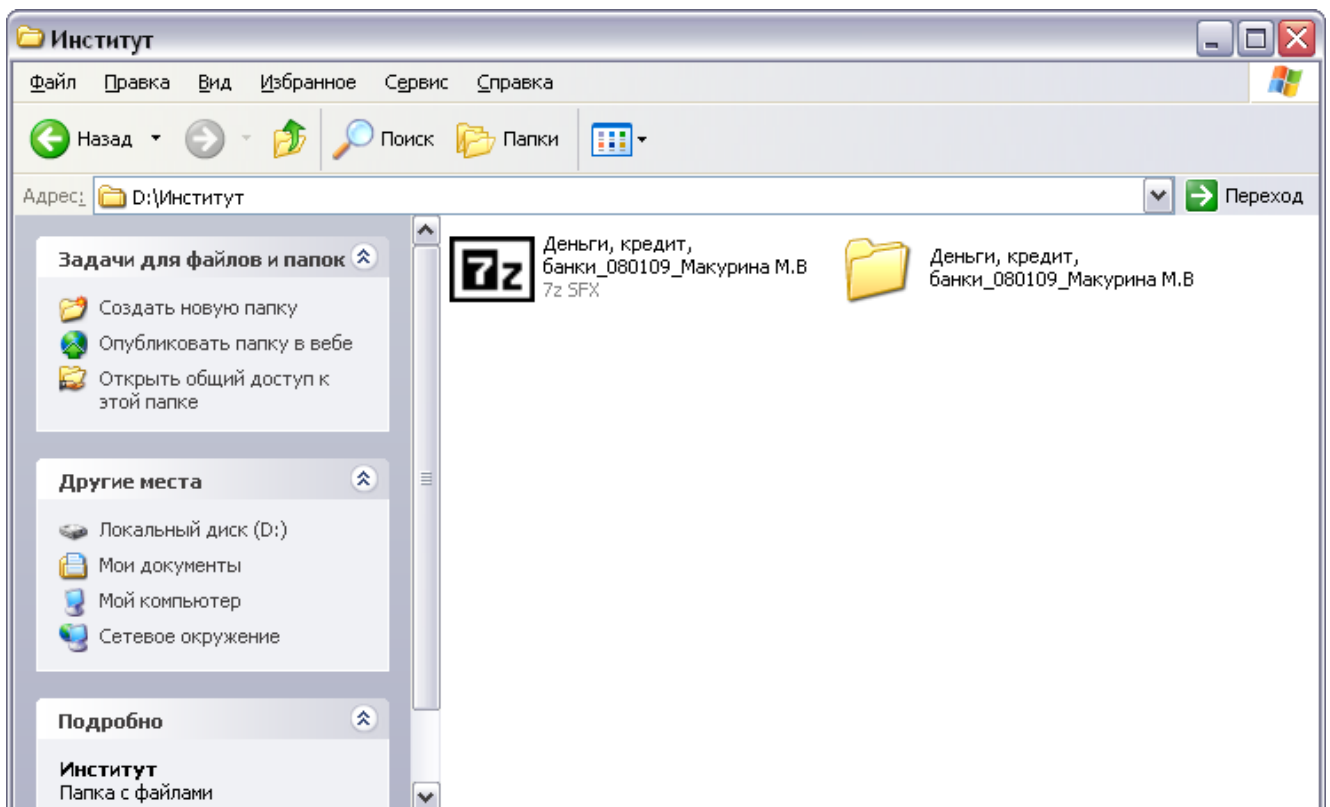 Институт
Файл Правка Вид Избранное Сервис Справка
Назад Поиск Папки
Адрес: D:\Институт Переход
Задачи для файлов и папок
Создать новую папку
Опубликовать папку в вебе
Открыть общий доступ к
этой папке
Другие места
Локальный диск (D:)
Мои документы
Мой компьютер
Сетевое окружение
Подробно
Институт
Папка с файлами
7z
Деньги, кредит,
банки_080109_Макурина М.В
7z SFX
Деньги, кредит,
банки_080109_Макурина М.В